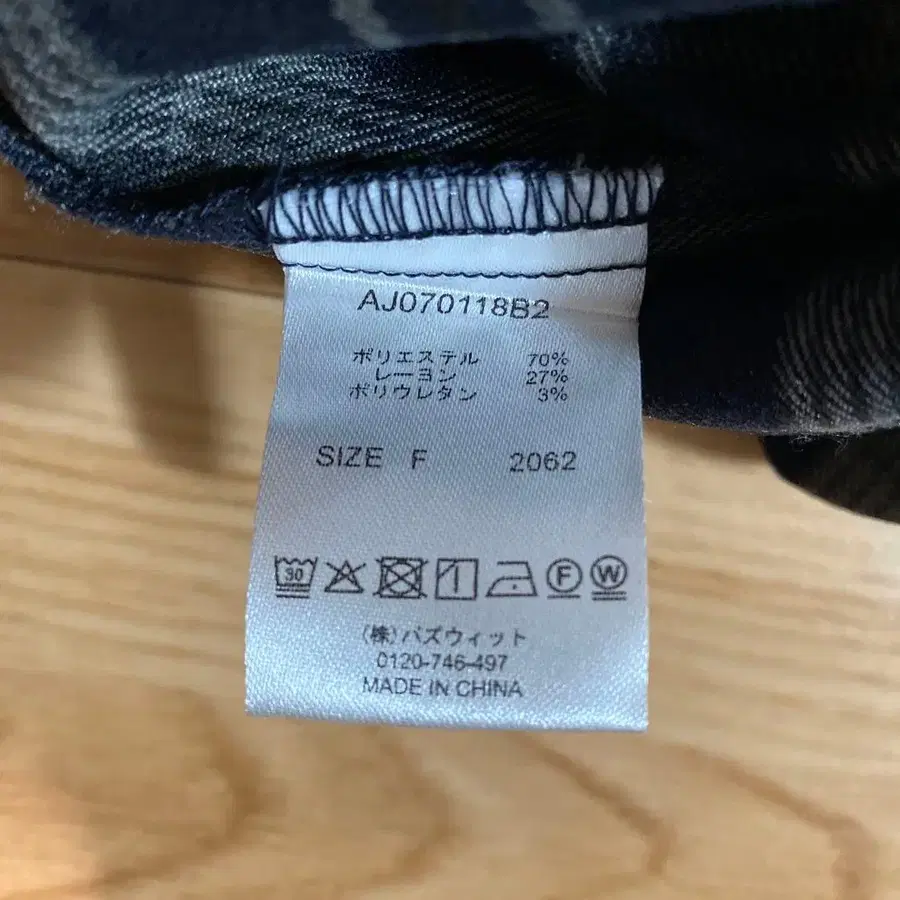 AJ070118B2
ポリエステル 70%
レーヨン 27%
ポリウレタン 3%
SIZE F 2062
30 F W
(株)バズウィット
0120-746-497
MADE IN CHINA